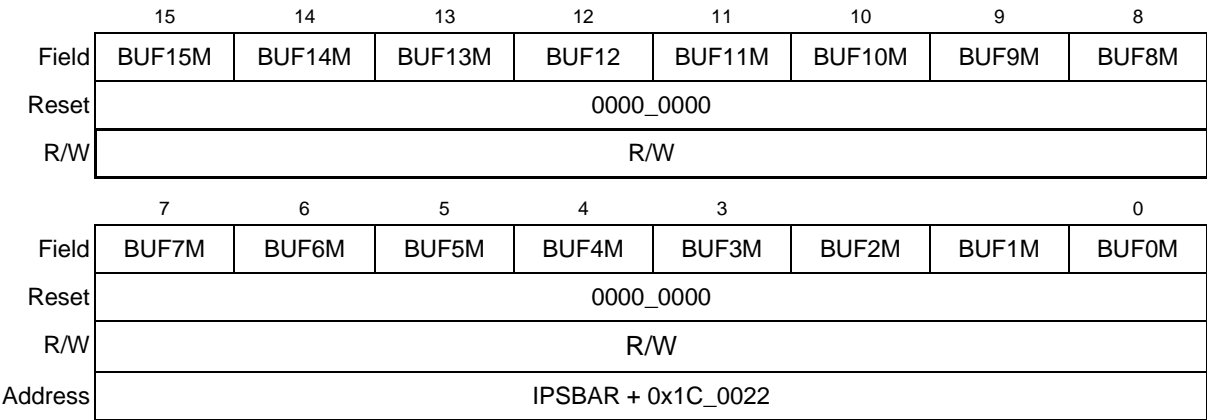 15 14 13 12 11 10 9 8
Field BUF15M BUF14M BUF13M BUF12 BUF11M BUF10M BUF9M BUF8M
Reset 0000_0000
R/W R/W
7 6 5 4 3 0
Field BUF7M BUF6M BUF5M BUF4M BUF3M BUF2M BUF1M BUF0M
Reset 0000_0000
R/W R/W
Address IPSBAR + 0x1C_0022